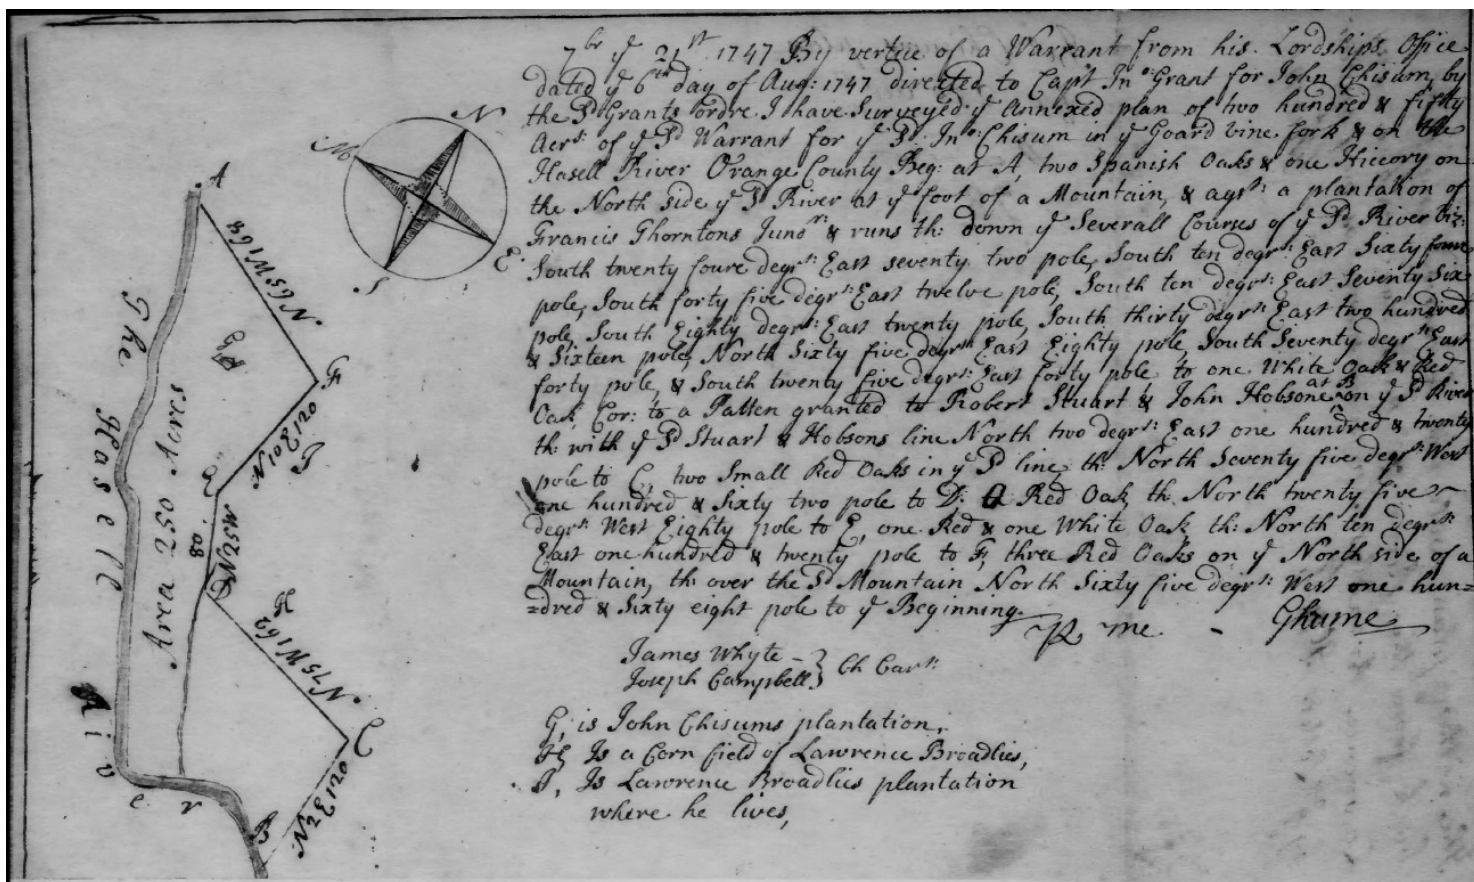 7br ye 21st 1747 By vertue of a Warrant from his Lordships Office
dated ye 6th day of Aug: 1747 directed to Capt Jno: Grant for John Chisum, by
the Sd Grants ordre I have Surveyed ye Annexed plan of two hundred & fifty
Acrs: of ye Sd Warrant for ye Sd Jno: Chisum in ye Goard vine fork & on the
Hasell River Orange County Beg: at A, two Spanish Oaks & one Hiccory on
the North Side ye Sd River at ye foot of a Mountain, & agst: a plantation of
Francis Thorntons Junor: & runs th: down ye Severall Courses of ye Sd River Viz:
South twenty foure degrs: East seventy two pole, South ten degrs: East Sixty foure
pole, South forty five degrs: East twelve pole, South ten degrs: East Seventy Six
pole, South Eighty degrs: East twenty pole, South thirty degrs: East two hundred
& Sixteen pole, North Sixty five degrs: East Eighty pole, South Seventy degrs: East
forty pole, & South twenty five degrs: East forty pole to one White Oak & Red
Oak, Cor: to a Patten granted to Robert Stuart & John Hobsone at B on ye Sd River
th: with ye Sd Stuart & Hobsons line North two degrs: East one hundred & twenty
pole to C, two Small Red Oaks in ye Sd line, th: North Seventy five degrs: West
one hundred & Sixty two pole to D: a Red Oak, th: North twenty five
degrs: West Eighty pole to E, one Red & one White Oak th: North ten degrs:
East one hundred & twenty pole to F, three Red Oaks on ye North side of a
Mountain, th: over the Sd Mountain North Sixty five degrs: West one hun=
=dred & Sixty eight pole to ye Beginning.
Pr me - GHume
James Whyte
Joseph Campbell } Ch Carrs:
G, is John Chisums plantation,
H, Is a Corn field of Lawrence Broadlies,
I, Is Lawrence Broadlies plantation
where he lives,
N
W
E
S
A
N: 65 W 168
F
G
N: 10 E 120
I
E
N 25 W
80
D
H
N: 75 W 162
C
N: 2 E 120
B
Area 250 Acres
The Hasell River